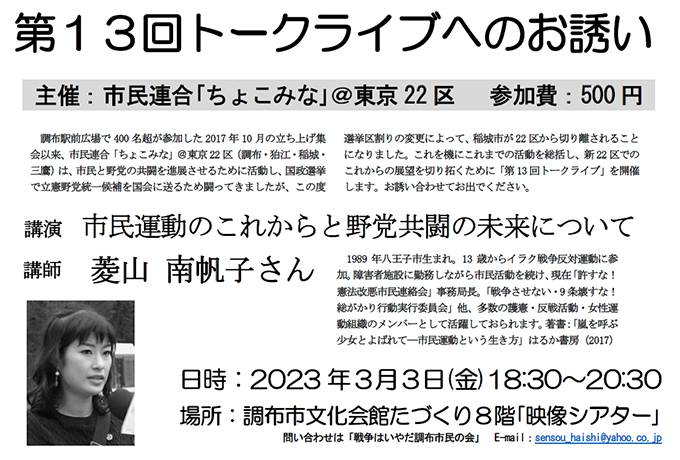 第１３回トークライブへのお誘い
主催：市民連合｢ちょこみな｣＠東京 22 区　参加費：500 円
調布駅前広場で 400 名超が参加した 2017 年 10 月の立ち上げ集
会以来、市民連合「ちょこみな」＠東京 22 区（調布・狛江・稲城・
三鷹）は、市民と野党の共闘を進展させるために活動し、国政選挙
で立憲野党統一候補を国会に送るため闘ってきましたが、この度
選挙区割りの変更によって、稲城市が 22 区から切り離されること
になりました。これを機にこれまでの活動を総括し、新 22 区での
これからの展望を切り拓くために「第 13 回トークライブ」を開催
します。お誘い合わせてお出でください。
講演　市民運動のこれからと野党共闘の未来について
講師　菱山 南帆子さん
1989 年八王子市生まれ。13 歳からイラク戦争反対運動に参
加。障害者施設に勤務しながら市民活動を続け、現在「許すな！
憲法改悪市民連絡会」事務局長。「戦争させない・9 条壊すな！
総がかり行動実行委員会」他、多数の護憲・反戦活動・女性運
動組織のメンバーとして活躍しておられます。著書：「嵐を呼ぶ
少女とよばれて―市民運動という生き方」はるか書房（2017）
日時：2023 年３月３日(金) 18:30～20:30
場所：調布市文化会館たづくり８階｢映像シアター｣
問い合わせは「戦争はいやだ調布市民の会」　E-mail：sensou_haishi@yahoo.co.jp